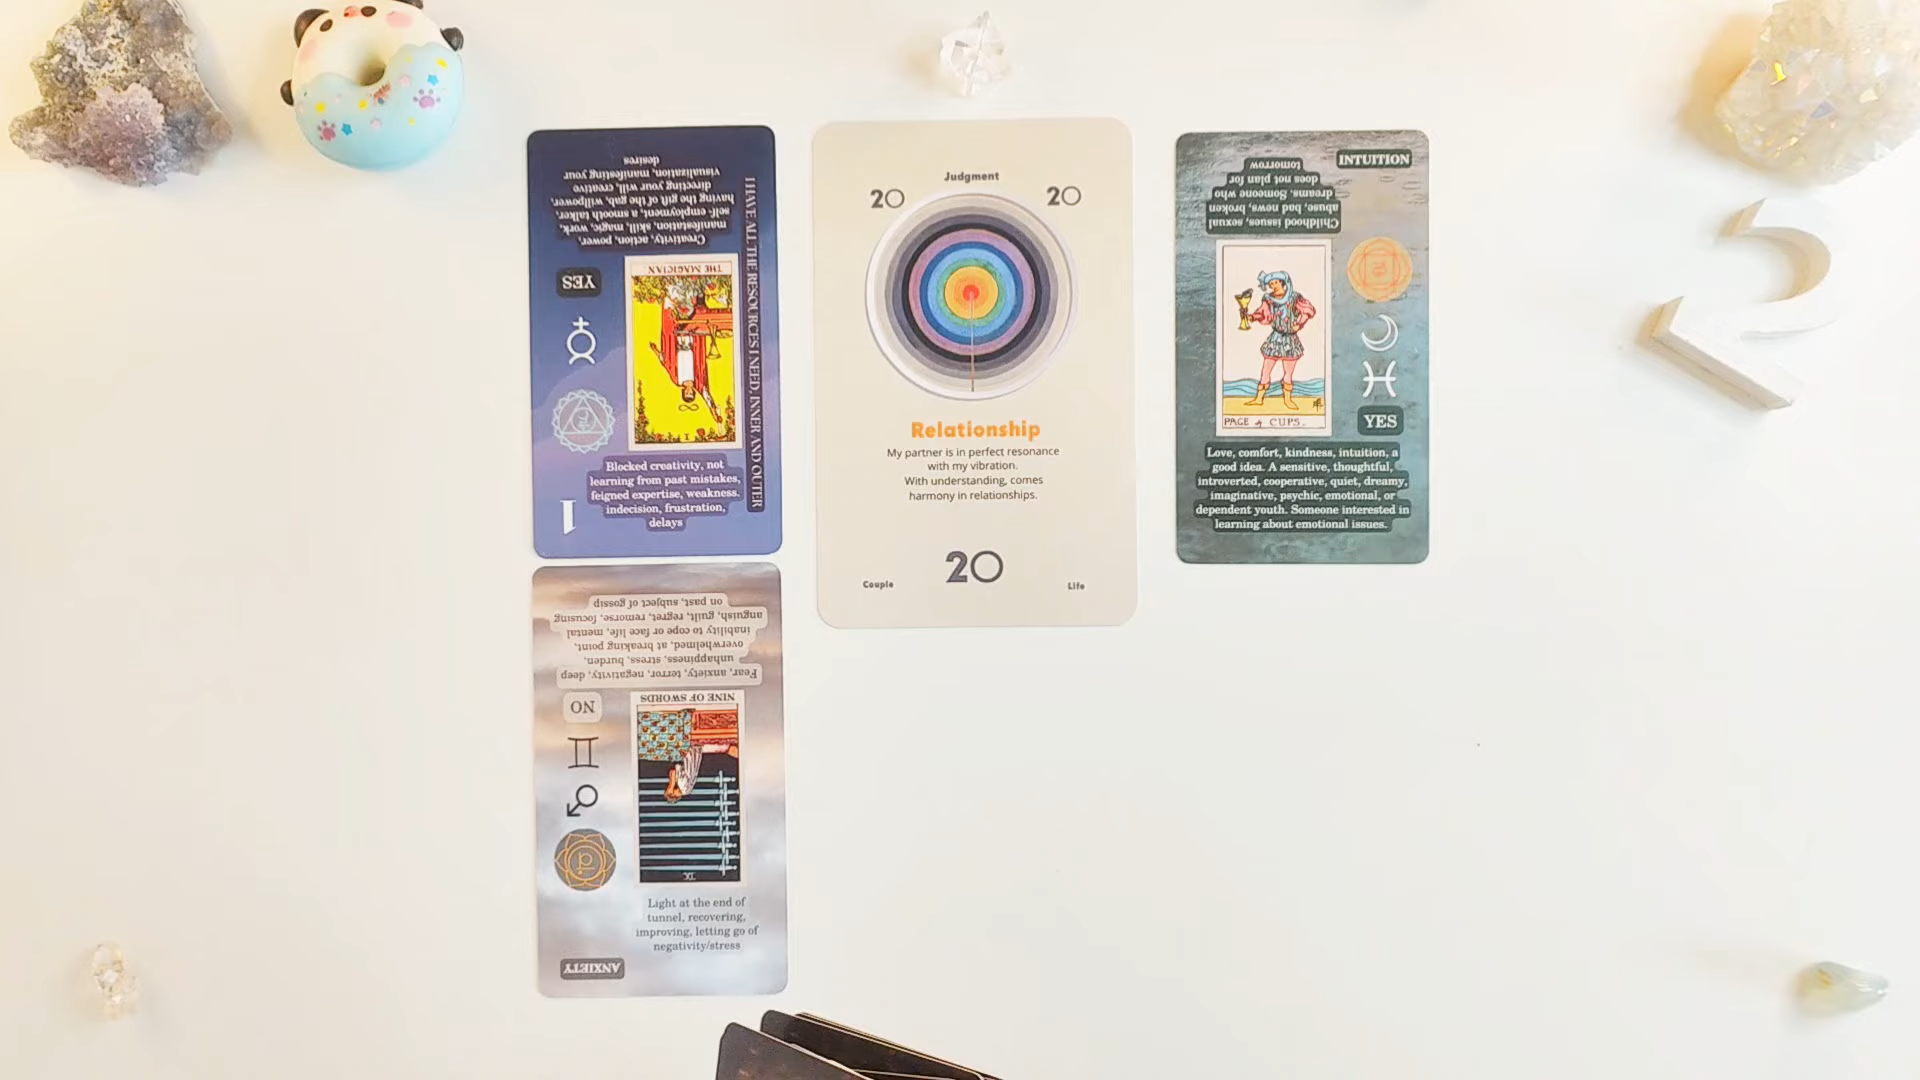 desires
visualization, manifesting your
directing your will, creative
having the gift of the gab, willpower,
self-employment, a smooth talker,
manifestation, skill, magic, work,
Creativity, action, power,
YES
THE MAGICIAN
I
I HAVE ALL THE RESOURCES I NEED, INNER AND OUTER
Blocked creativity, not
learning from past mistakes,
feigned expertise, weakness.
indecision, frustration,
delays
1
Judgment
20
20
Relationship
My partner is in perfect resonance
with my vibration.
With understanding, comes
harmony in relationships.
20
Couple
Life
INTUITION
tomorrow
does not plan for
dreams. Someone who
abuse, bad news, broken
Childhood issues, sexual
PAGE of CUPS.
YES
Love, comfort, kindness, intuition, a
good idea. A sensitive, thoughtful,
introverted, cooperative, quiet, dreamy,
imaginative, psychic, emotional, or
dependent youth. Someone interested in
learning about emotional issues.
on past, subject of gossip
anguish, guilt, regret, remorse, focusing
inability to cope or face life, mental
overwhelmed, at breaking point,
unhappiness, stress, burden,
Fear, anxiety, terror, negativity, deep
NO
NINE OF SWORDS
IX
Light at the end of
tunnel, recovering,
improving, letting go of
negativity/stress
ANXIETY